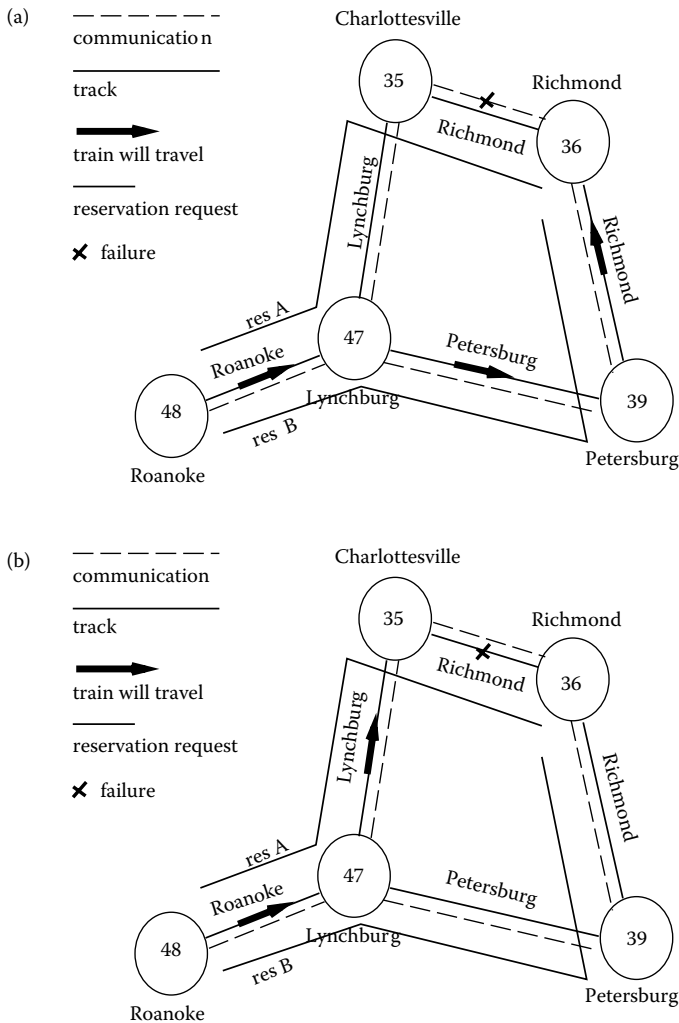 (a)
communication
track
train will travel
reservation request
failure
Charlottesville
35
Richmond
Richmond
36
Lynchburg
Richmond
res A
Roanoke
47
Petersburg
Lynchburg
48
res B
39
Roanoke
Petersburg
(b)
communication
track
train will travel
reservation request
failure
Charlottesville
35
Richmond
Richmond
36
Lynchburg
Richmond
res A
Roanoke
47
Petersburg
Lynchburg
48
res B
39
Roanoke
Petersburg